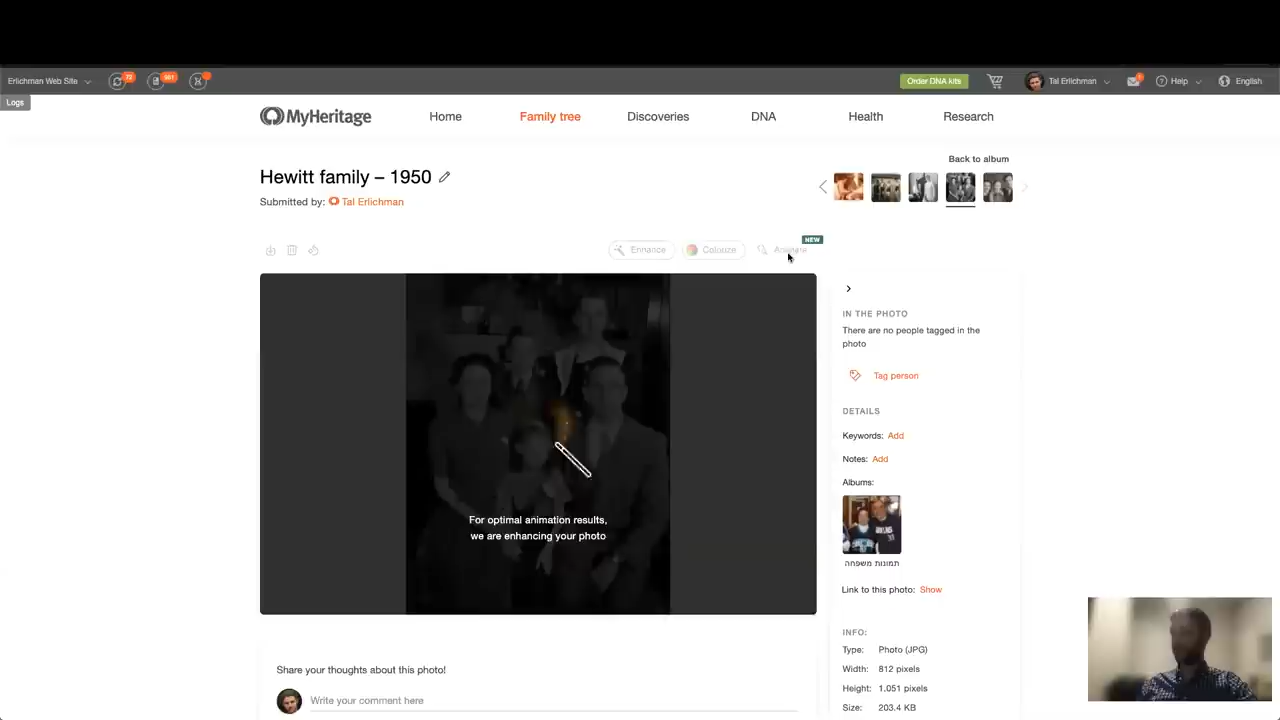 Erlichman Web Site
72
991
Order DNA kits
Tal Erlichman
Help
English
Logs
MyHeritage
Home
Family tree
Discoveries
DNA
Health
Research
Back to album
Hewitt family – 1950
Submitted by: Tal Erlichman
NEW
Enhance
Colorize
Animate
IN THE PHOTO
There are no people tagged in the
photo
Tag person
DETAILS
Keywords: Add
Notes: Add
Albums:
תמונות משפחה
Link to this photo: Show
INFO:
Type: Photo (JPG)
Width: 812 pixels
Height: 1.051 pixels
Size: 203.4 KB
For optimal animation results,
we are enhancing your photo
Share your thoughts about this photo!
Write your comment here